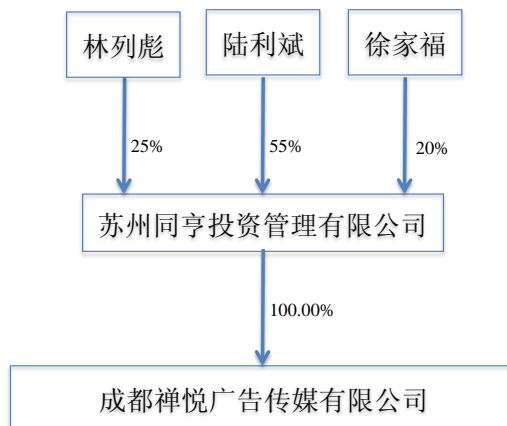 林列彪 陆利斌 徐家福
25% 55% 20%
苏州同亨投资管理有限公司
100.00%
成都禅悦广告传媒有限公司